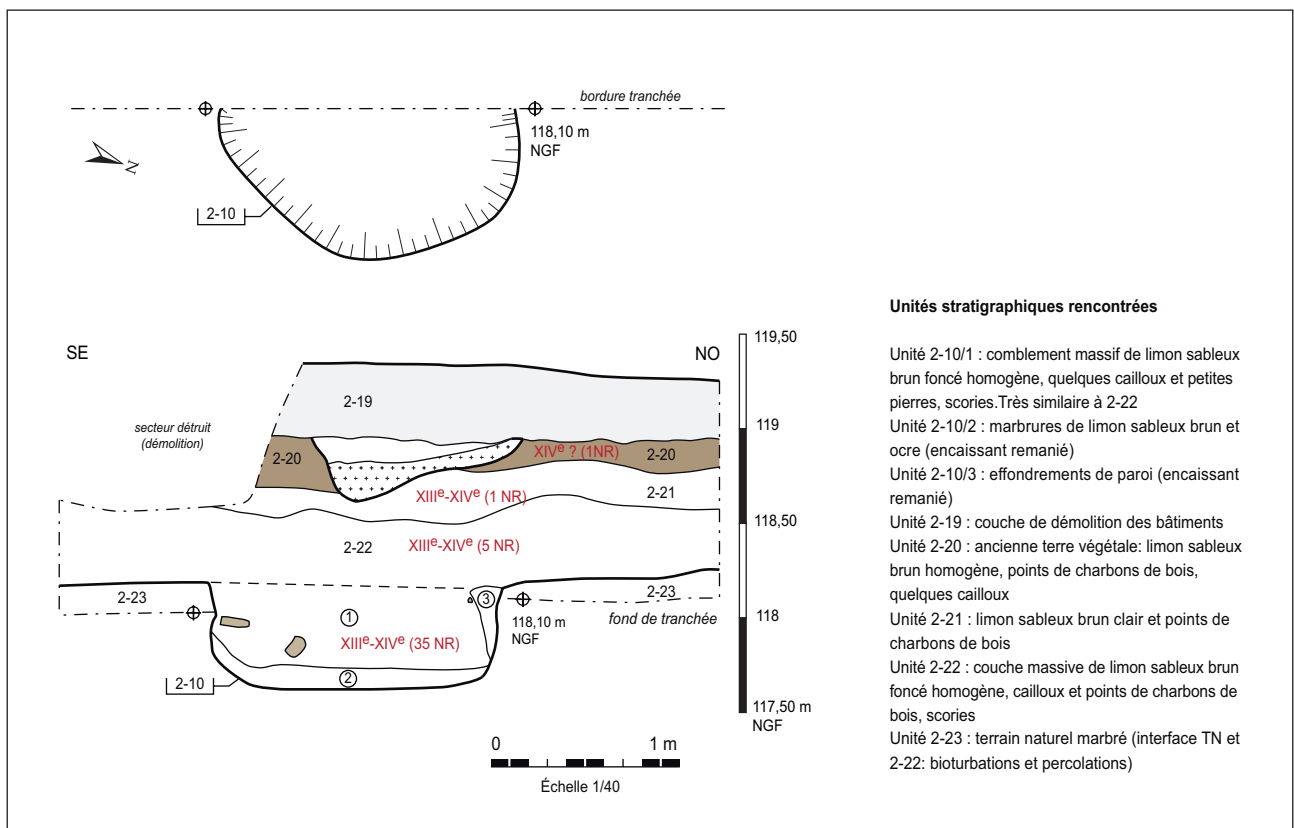 bordure tranchée
118,10 m
NGF
N
2-10
SE
NO
119,50
2-19
119
secteur détruit
(démolition)
2-20
XIVe ? (1NR)
2-20
XIIIe-XIVe (1 NR)
2-21
118,50
2-22
XIIIe-XIVe (5 NR)
2-23
3
2-23
118
1
118,10 m
NGF
fond de tranchée
XIIIe-XIVe (35 NR)
2-10
2
117,50 m
NGF
0
1 m
Échelle 1/40
Unités stratigraphiques rencontrées
Unité 2-10/1 : comblement massif de limon sableux
brun foncé homogène, quelques cailloux et petites
pierres, scories.Très similaire à 2-22
Unité 2-10/2 : marbrures de limon sableux brun et
ocre (encaissant remanié)
Unité 2-10/3 : effondrements de paroi (encaissant
remanié)
Unité 2-19 : couche de démolition des bâtiments
Unité 2-20 : ancienne terre végétale: limon sableux
brun homogène, points de charbons de bois,
quelques cailloux
Unité 2-21 : limon sableux brun clair et points de
charbons de bois
Unité 2-22 : couche massive de limon sableux brun
foncé homogène, cailloux et points de charbons de
bois, scories
Unité 2-23 : terrain naturel marbré (interface TN et
2-22: bioturbations et percolations)